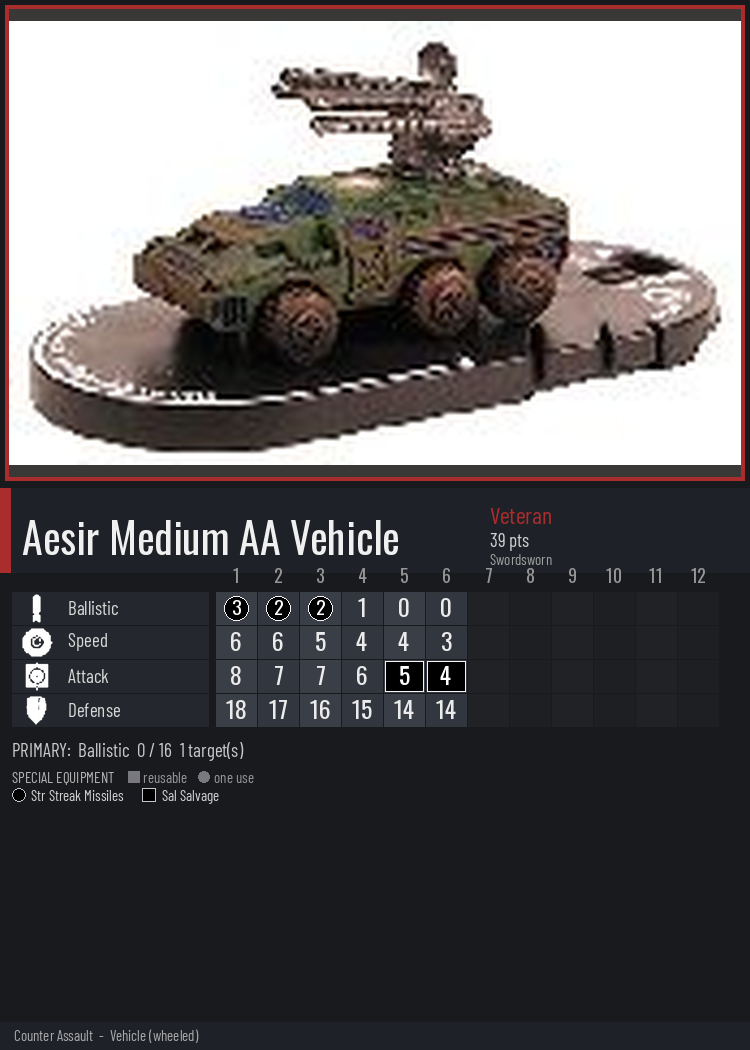 Aesir Medium AA Vehicle
Veteran
39 pts
Swordsworn
1 2 3 4 5 6 7 8 9 10 11 12
Ballistic 3 2 2 1 0 0
Speed 6 6 5 4 4 3
Attack 8 7 7 6 5 4
Defense 18 17 16 15 14 14
PRIMARY: Ballistic 0 / 16 1 target(s)
SPECIAL EQUIPMENT reusable one use
Str Streak Missiles Sal Salvage
Counter Assault - Vehicle (wheeled)